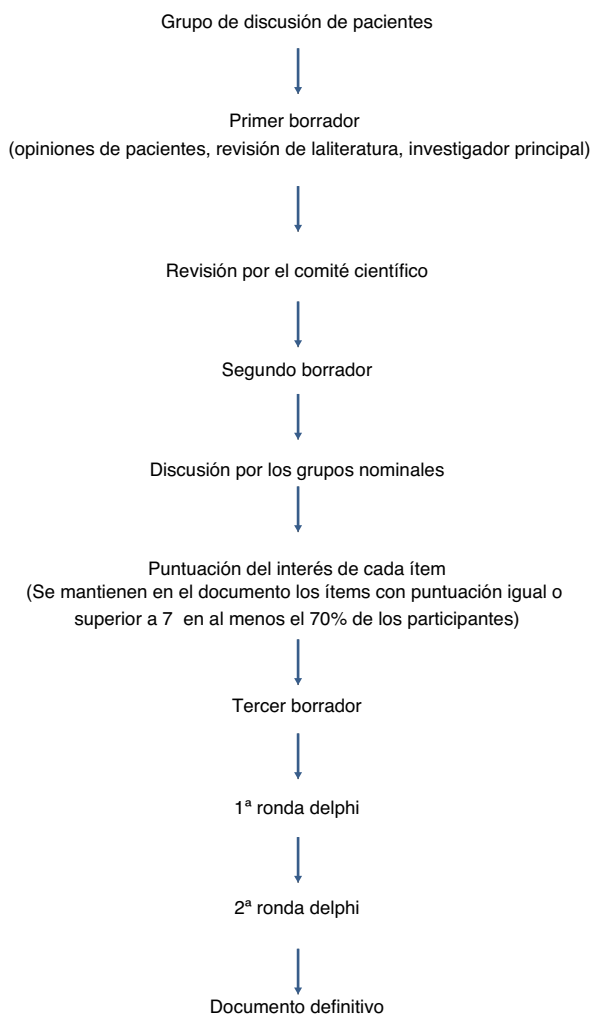 Grupo de discusión de pacientes
Primer borrador
(opiniones de pacientes, revisión de laliteratura, investigador principal)
Revisión por el comité científico
Segundo borrador
Discusión por los grupos nominales
Puntuación del interés de cada ítem
(Se mantienen en el documento los ítems con puntuación igual o
superior a 7 en al menos el 70% de los participantes)
Tercer borrador
1ª ronda delphi
2ª ronda delphi
Documento definitivo